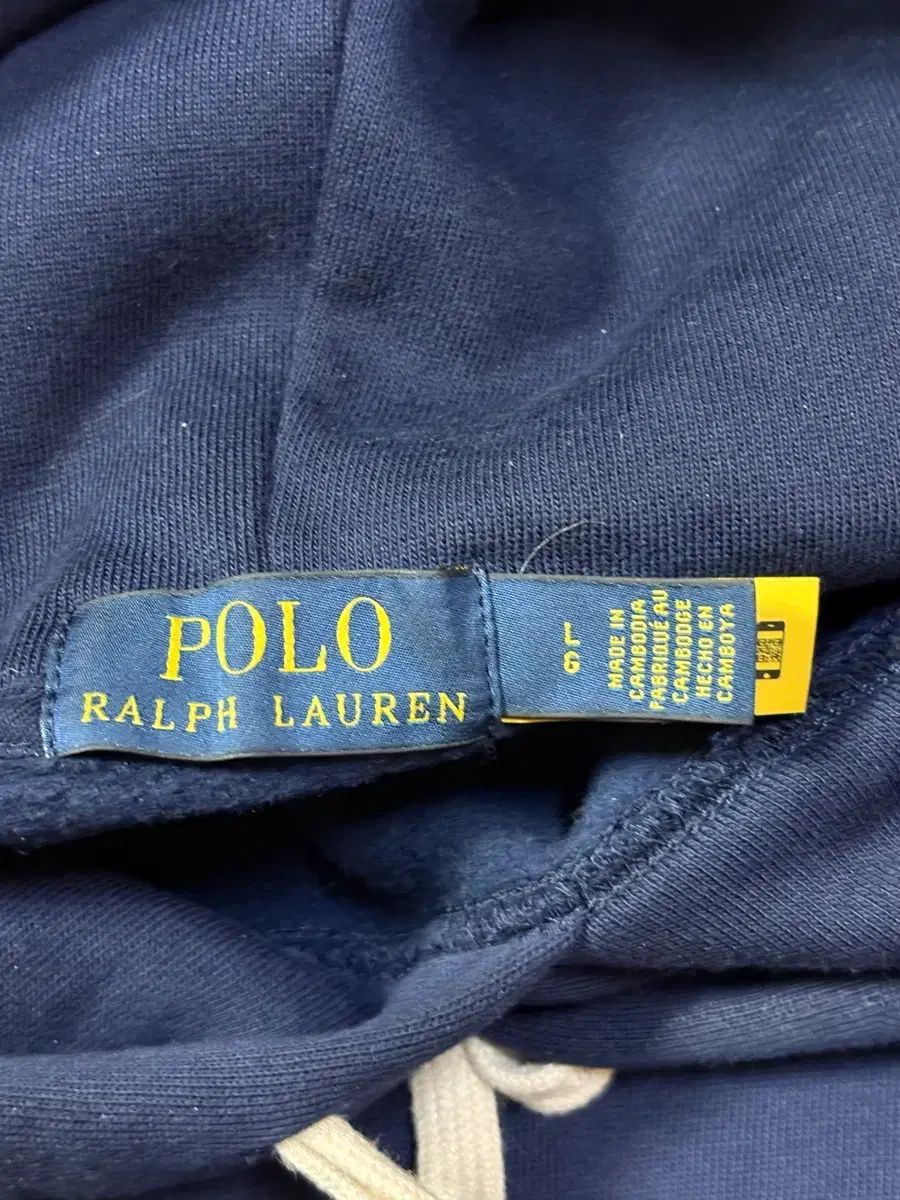 POLO
RALPH LAUREN
L
G
MADE IN
CAMBODIA
FABRIQUÉ AU
CAMBODGE
HECHO EN
CAMBOYA